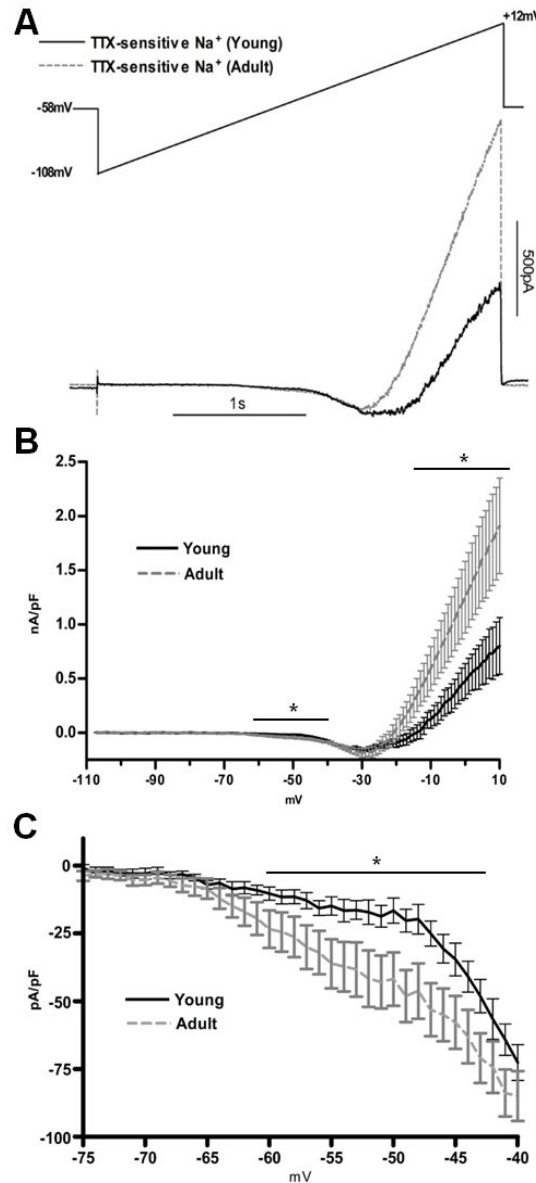 A
+12mV
TTX-sensitive Na+ (Young)
TTX-sensitive Na+ (Adult)
-58mV
-108mV
500pA
1s
B
2.5
*
2.0
Young
Adult
1.5
nA/pF
1.0
0.5
*
0.0
-110 -90 -70 -50 -30 -10 10
mV
C
0
*
-25
pA/pF
-50
Young
Adult
-75
-100
-75 -70 -65 -60 -55 -50 -45 -40
mV